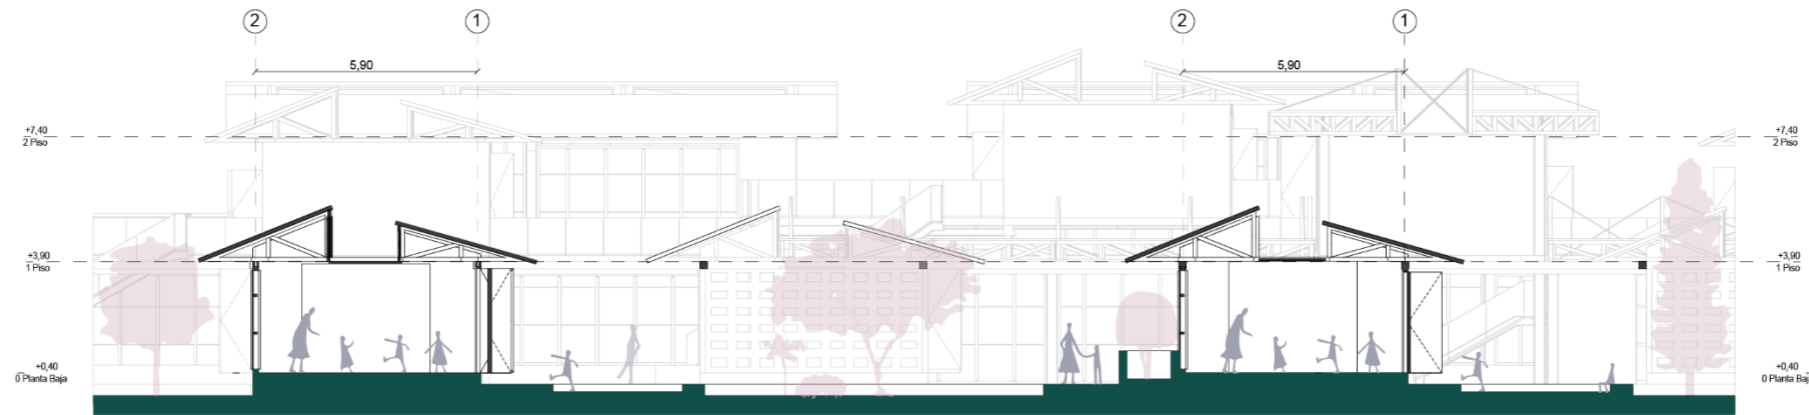 2 1 2 1
5,90 5,90
+7,40 +7,40
2 Piso 2 Piso
+3,90 +3,90
1 Piso 1 Piso
+0,40 +0,40
0 Planta Baja 0 Planta Baj